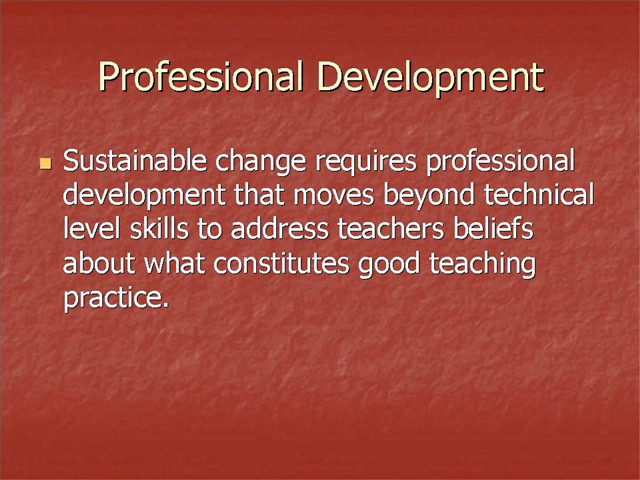 Professional Development
Sustainable change requires professional
development that moves beyond technical
level skills to address teachers beliefs
about what constitutes good teaching
practice.